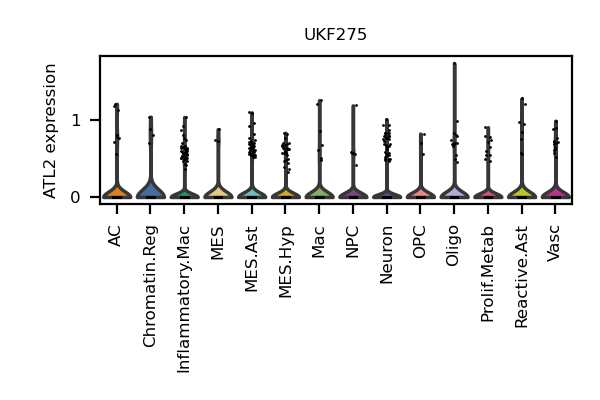 UKF275
ATL2 expression
1
0
AC
Chromatin.Reg
Inflammatory.Mac
MES
MES.Ast
MES.Hyp
Mac
NPC
Neuron
OPC
Oligo
Prolif.Metab
Reactive.Ast
Vasc